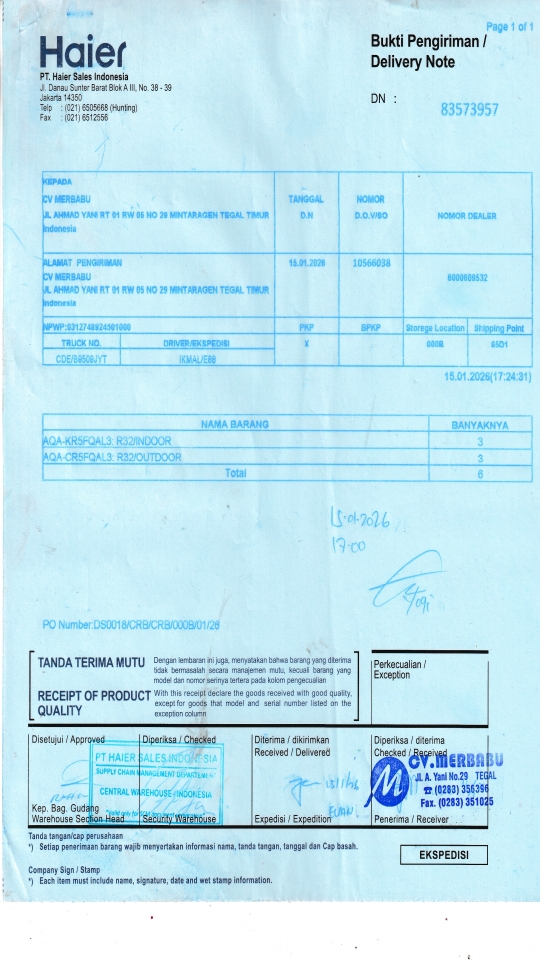 Page 1 of 1
Haier
Bukti Pengiriman /
Delivery Note
PT. Haier Sales Indonesia
Jl. Danau Sunter Barat Blok A III, No. 38 - 39
Jakarta 14350
Telp : (021) 6505668 (Hunting)
Fax : (021) 6512556
DN : 83573957
KEPADA
CV MERBABU
JL AHMAD YANI RT 01 RW 05 NO 29 MINTARAGEN TEGAL TIMUR
Indonesia
TANGGAL
D.N
NOMOR
D.O.V/SO
NOMOR DEALER
ALAMAT PENGIRIMAN
CV MERBABU
JL AHMAD YANI RT 01 RW 05 NO 29 MINTARAGEN TEGAL TIMUR
Indonesia
15.01.2026
10566038
6000609532
NPWP:0312748924501000
PKP
BPKP
Storage Location
Shipping Point
TRUCK NO.
DRIVER/EKSPEDISI
X
000B
65D1
CDE/B9509JYT
IKMAL/E88
15.01.2026(17:24:31)
NAMA BARANG
BANYAKNYA
AQA-KR5FQAL3: R32/INDOOR
3
AQA-CR5FQAL3: R32/OUTDOOR
3
Total
6
15-01-2026
17:00
Yogi
PO Number:DS0018/CRB/CRB/000B/01/26
TANDA TERIMA MUTU
Dengan lembaran ini juga, menyatakan bahwa barang yang diterima
tidak bermasalah secara manajemen mutu, kecuali barang yang
model dan nomor serinya tertera pada kolom pengecualian
RECEIPT OF PRODUCT
QUALITY
With this receipt declare the goods received with good quality,
except for goods that model and serial number listed on the
exception column
Perkecualian /
Exception
Disetujui / Approved
Diperiksa / Checked
Diterima / dikirimkan
Received / Delivered
Diperiksa / diterima
Checked / Received
PT HAIER SALES INDONESIA
SUPPLY CHAIN MANAGEMENT DEPARTEMENT
CENTRAL WAREHOUSE - INDONESIA
CV. MERBABU
Jl. A. Yani No.29 TEGAL
☎ (0283) 356396
Fax. (0283) 351025
M
Kep. Bag. Gudang
Warehouse Section Head
Security Warehouse
Expedisi / Expedition
Penerima / Receiver
Tanda tangan/cap perusahaan
*) Setiap penerimaan barang wajib menyertakan informasi nama, tanda tangan, tanggal dan Cap basah.
EKSPEDISI
Company Sign / Stamp
*) Each item must include name, signature, date and wet stamp information.